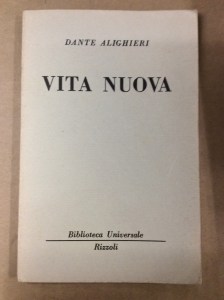 DANTE ALIGHIERI
VITA NUOVA
Biblioteca Universale
Rizzoli